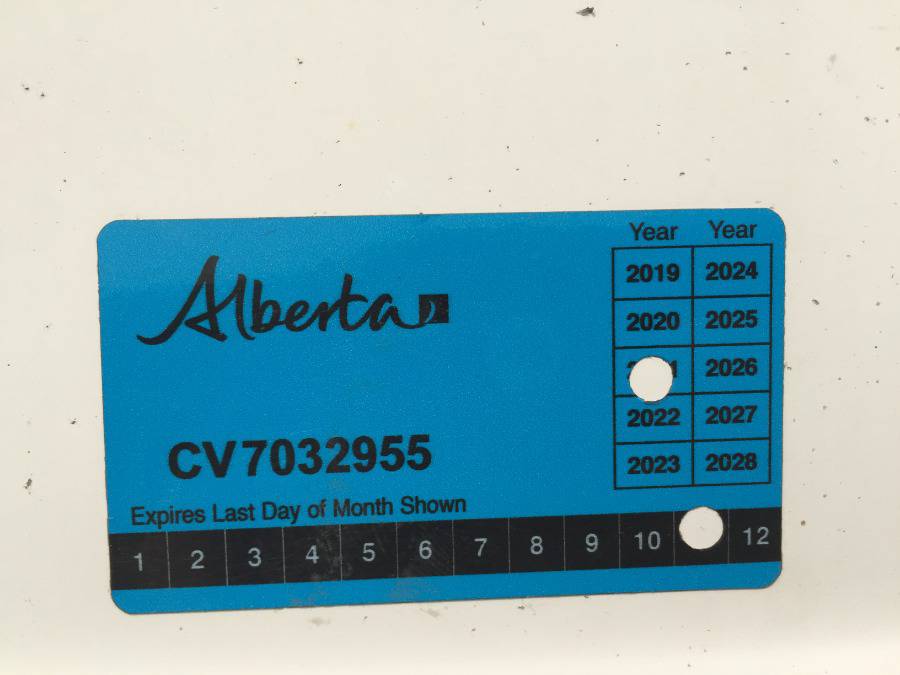 Alberta
Year Year
2019 2024
2020 2025
2026
2022 2027
2023 2028
CV7032955
Expires Last Day of Month Shown
1 2 3 4 5 6 7 8 9 10 12